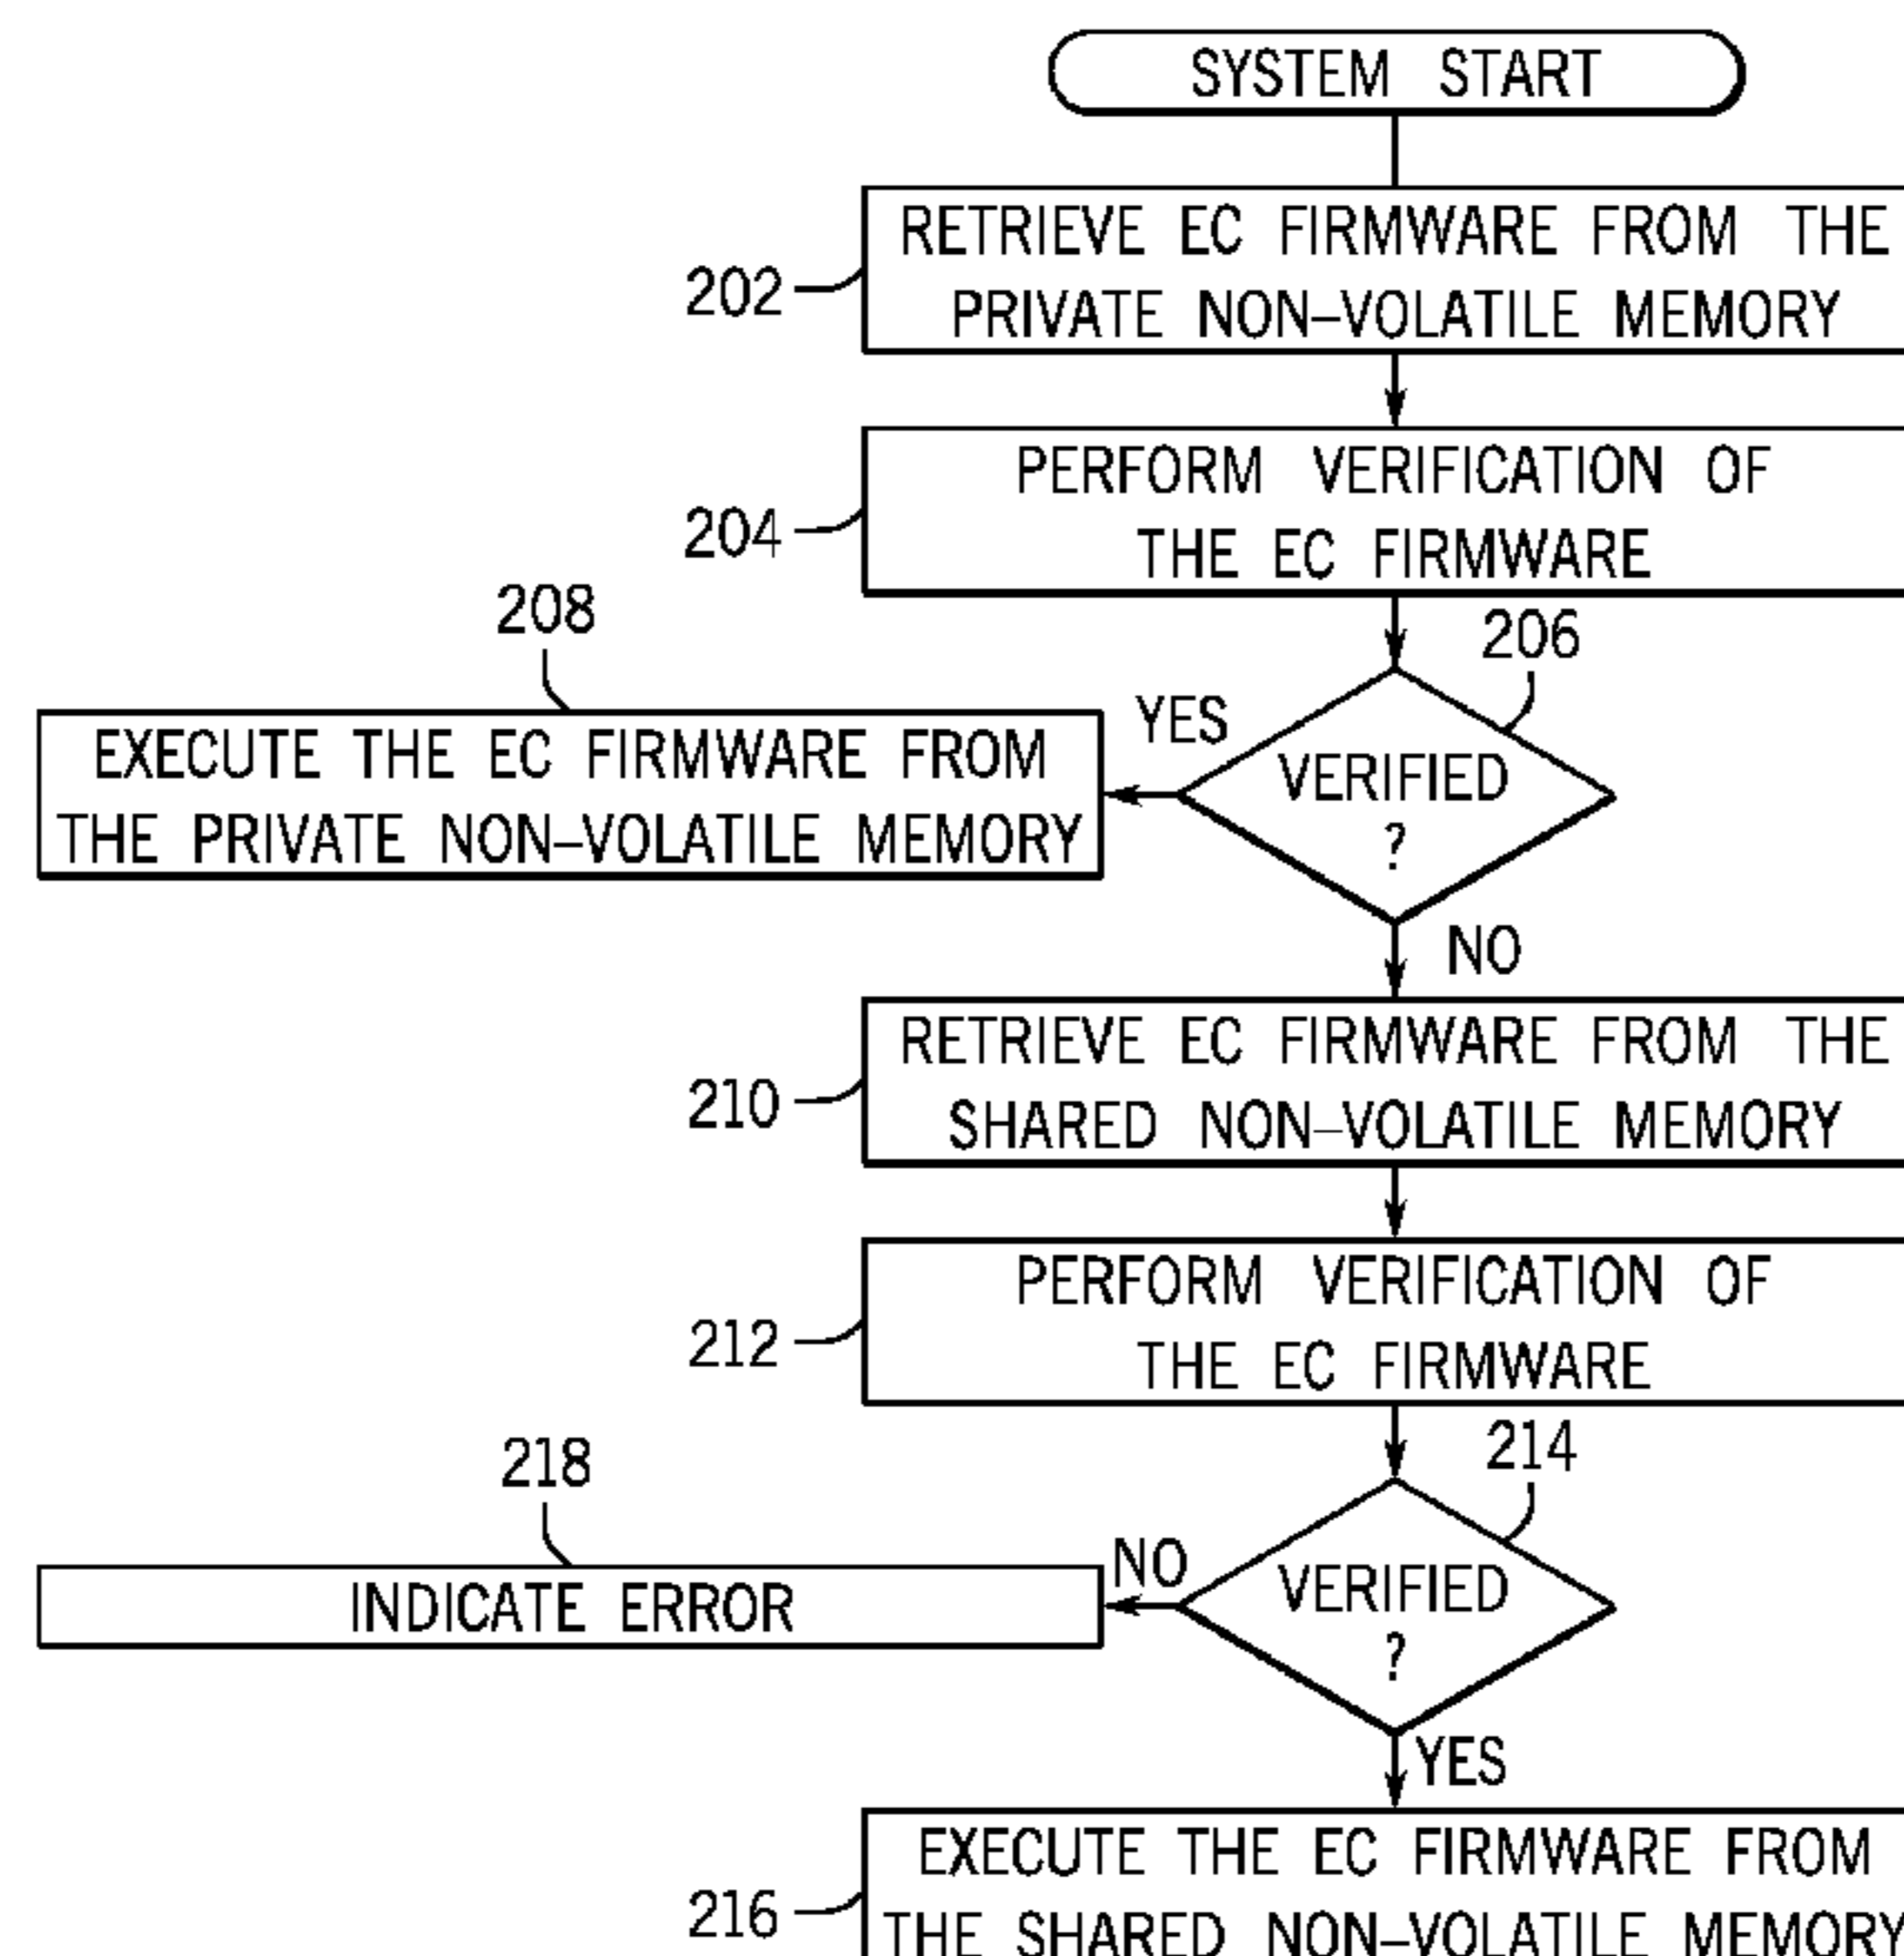 SYSTEM START
RETRIEVE EC FIRMWARE FROM THE
PRIVATE NON–VOLATILE MEMORY
202
PERFORM VERIFICATION OF
THE EC FIRMWARE
204
208
206
YES
EXECUTE THE EC FIRMWARE FROM
THE PRIVATE NON–VOLATILE MEMORY
VERIFIED
?
NO
RETRIEVE EC FIRMWARE FROM THE
SHARED NON–VOLATILE MEMORY
210
PERFORM VERIFICATION OF
THE EC FIRMWARE
212
218
214
NO
INDICATE ERROR
VERIFIED
?
YES
EXECUTE THE EC FIRMWARE FROM
THE SHARED NON–VOLATILE MEMORY
216